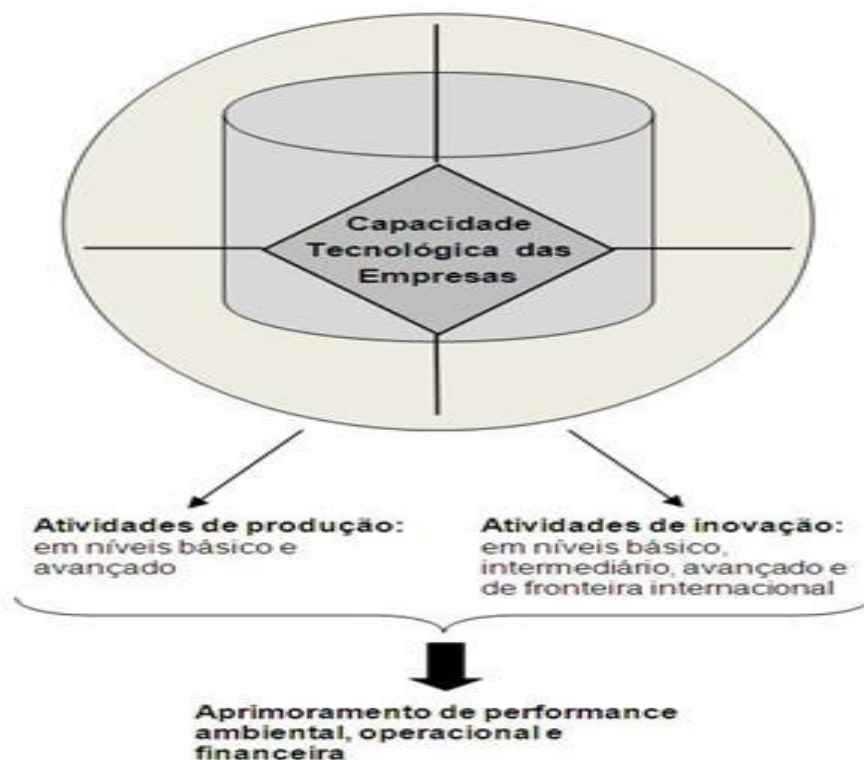 Capacidade
Tecnológica das
Empresas
Atividades de produção:
em níveis básico e
avançado
Atividades de inovação:
em níveis básico,
intermediário, avançado e
de fronteira internacional
Aprimoramento de performance
ambiental, operacional e
financeira